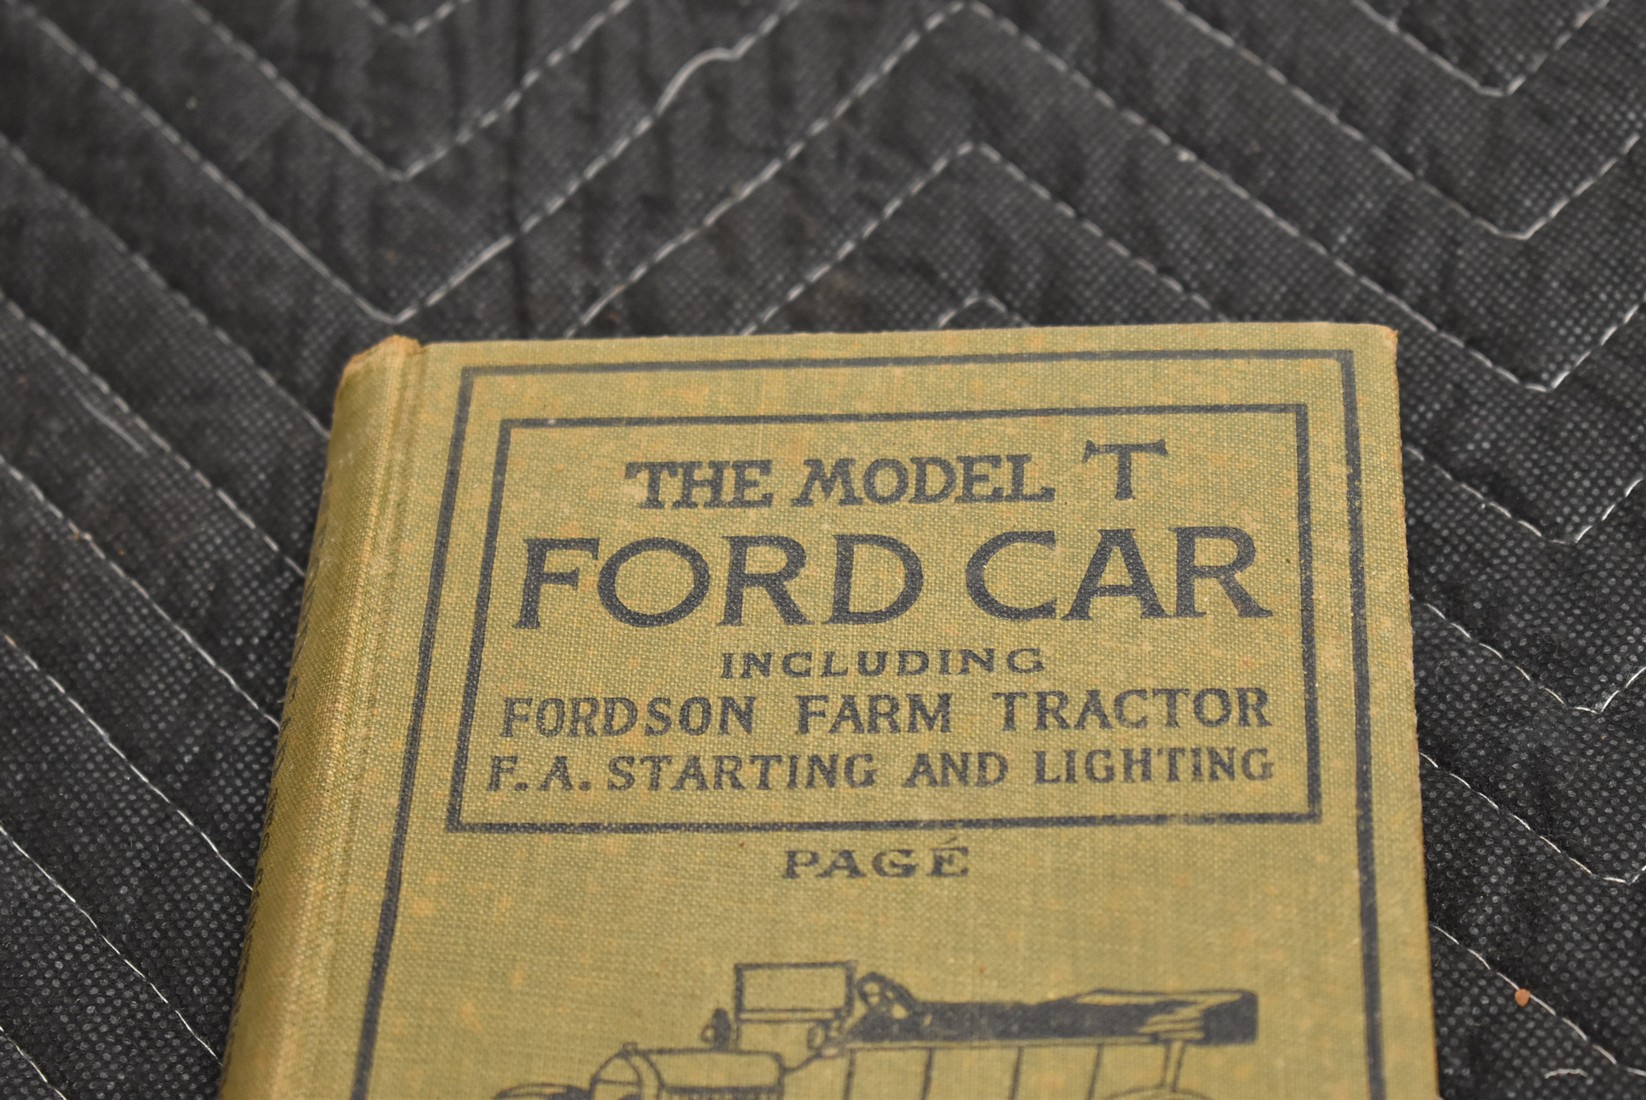 THE MODEL T
FORD CAR
INCLUDING
FORDSON FARM TRACTOR
F.A. STARTING AND LIGHTING
PAGÉ